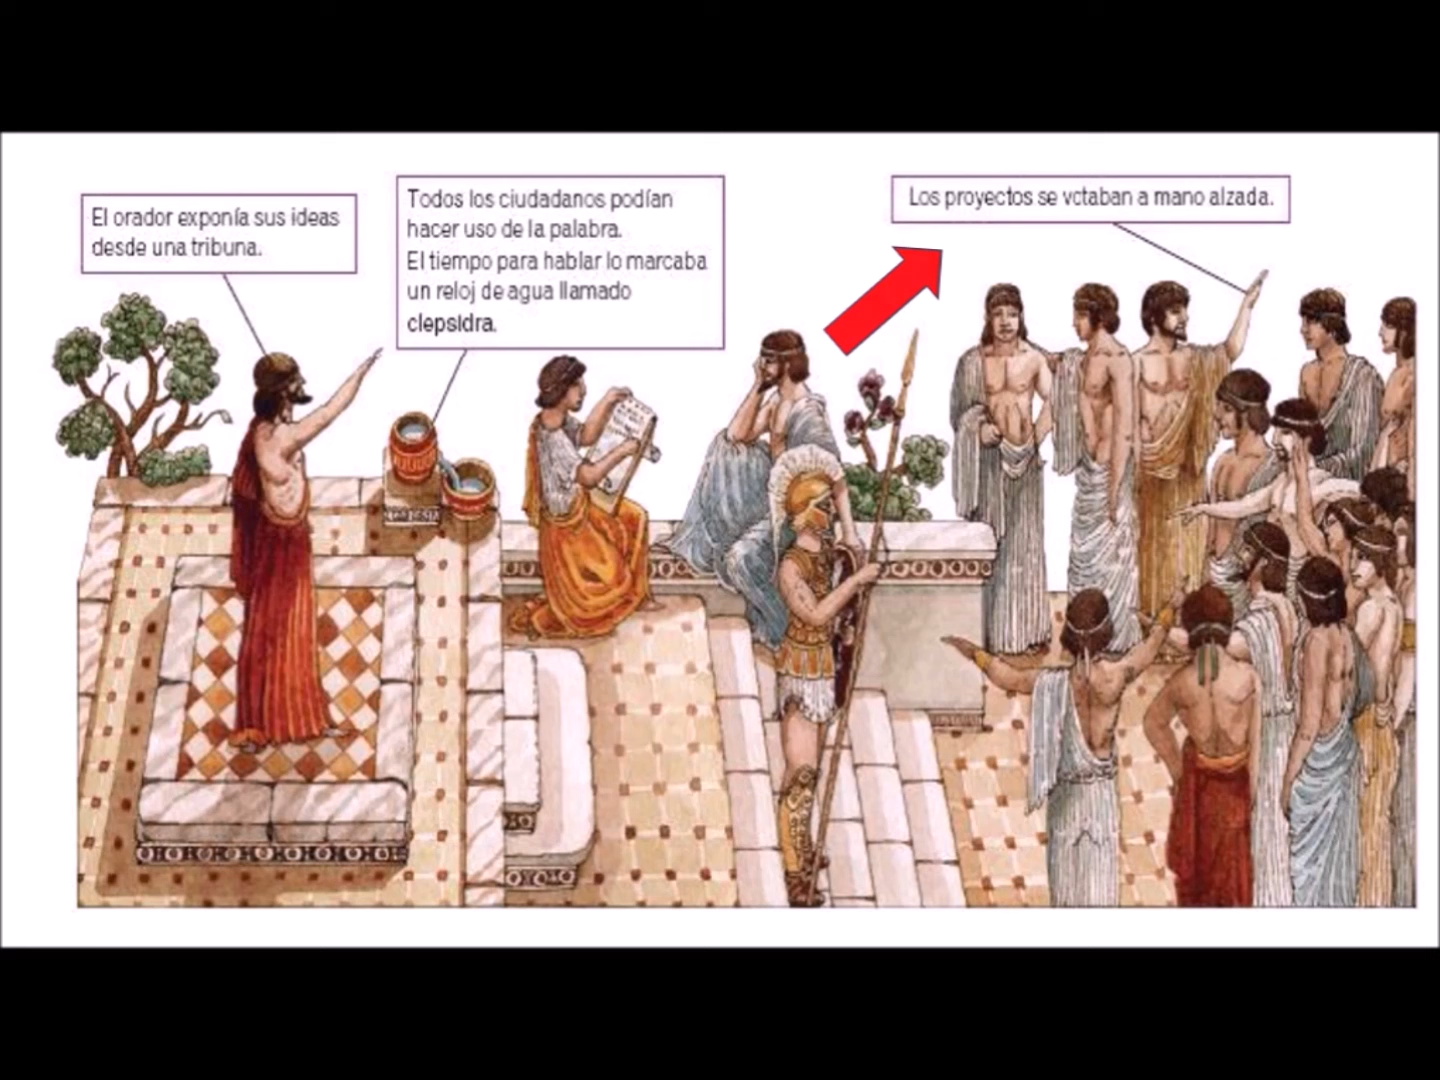 El orador exponía sus ideas
desde una tribuna.
Todos los ciudadanos podían
hacer uso de la palabra.
El tiempo para hablar lo marcaba
un reloj de agua llamado
clepsidra.
Los proyectos se vctaban a mano alzada.